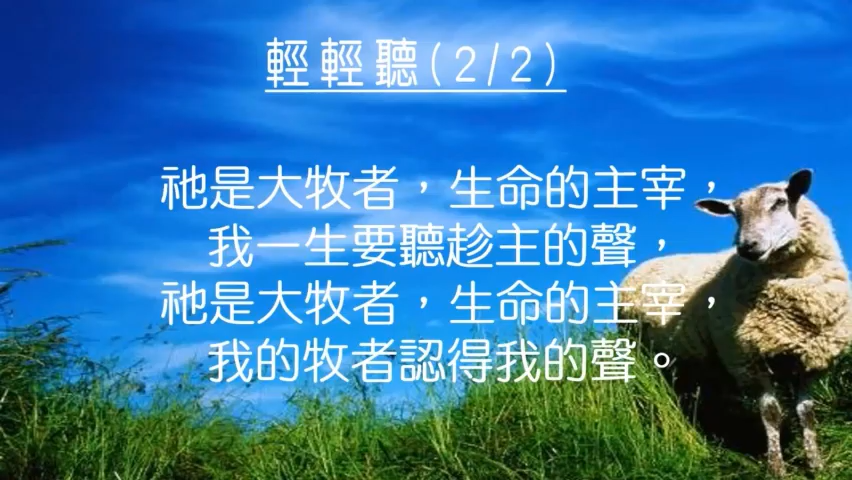 輕輕聽(2/2)
祂是大牧者，生命的主宰，
我一生要聽趁主的聲，
祂是大牧者，生命的主宰，
我的牧者認得我的聲。